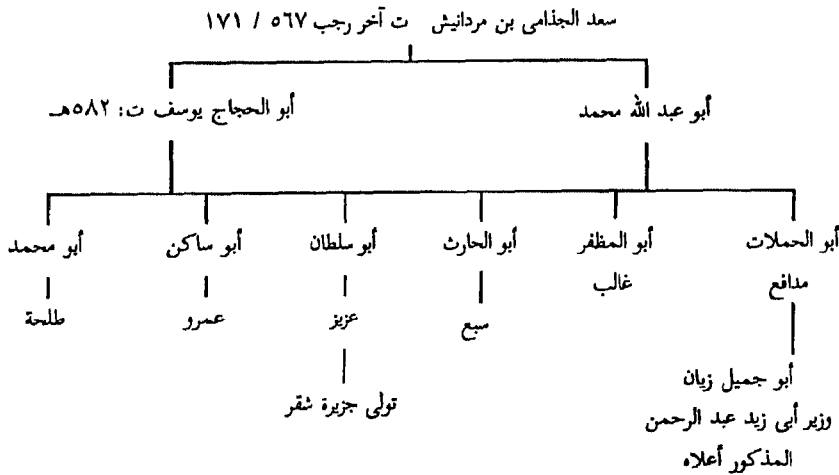 سعد الجذامى بن مردانيش ت آخر رجب ٥٦٧ / ١٧١
أبو عبد الله محمد
أبو الحجاج يوسف ت: ٥٨٢هـ
أبو الحملات
أبو المظفر
أبو الحارث
أبو سلطان
أبو ساكن
أبو محمد
مدافع
غالب
سبع
عزيز
عمرو
طلحة
أبو جميل زيان
تولى جزيرة شقر
وزير أبى زيد عبد الرحمن
المذكور أعلاه